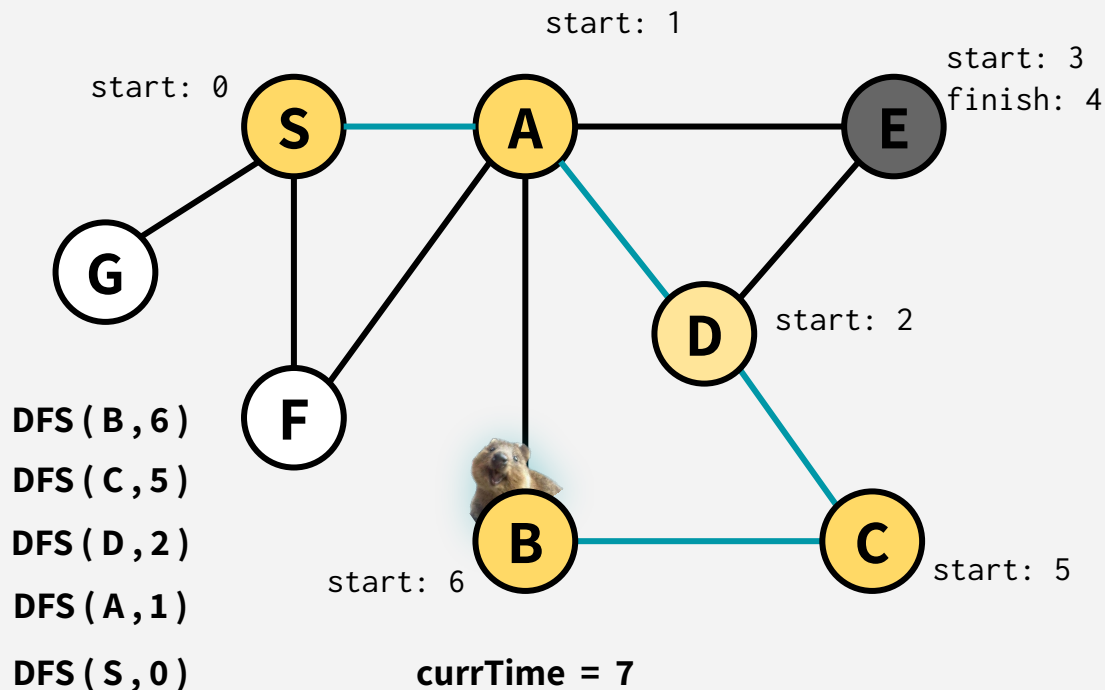 start: 1
start: 3
start: 0
finish: 4
S
A
E
G
start: 2
D
F
DFS(B,6)
DFS(C,5)
B
C
DFS(D,2)
start: 5
start: 6
DFS(A,1)
DFS(S,0)
currTime = 7